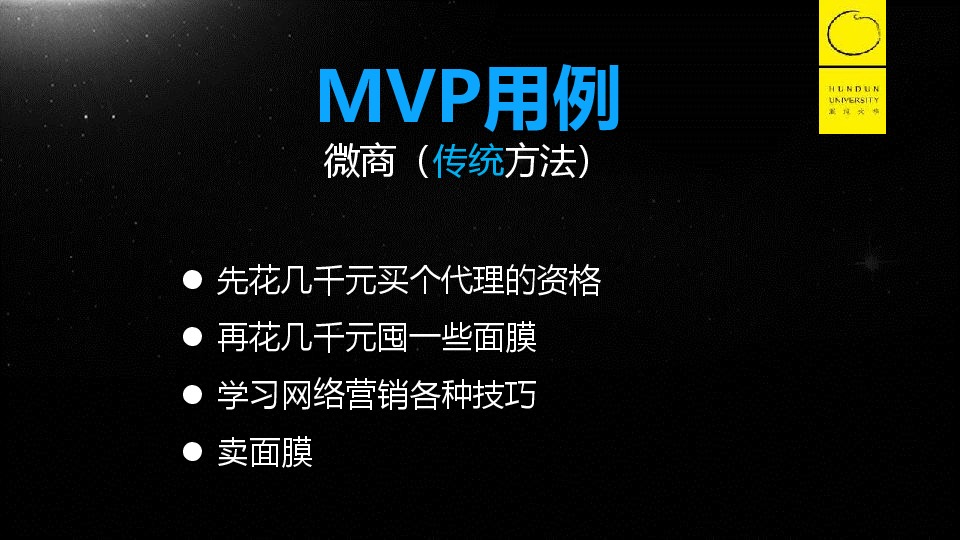 HUNDUN
UNIVERSITY
混沌大学
MVP用例
微商（传统方法）
● 先花几千元买个代理的资格
● 再花几千元囤一些面膜
● 学习网络营销各种技巧
● 卖面膜